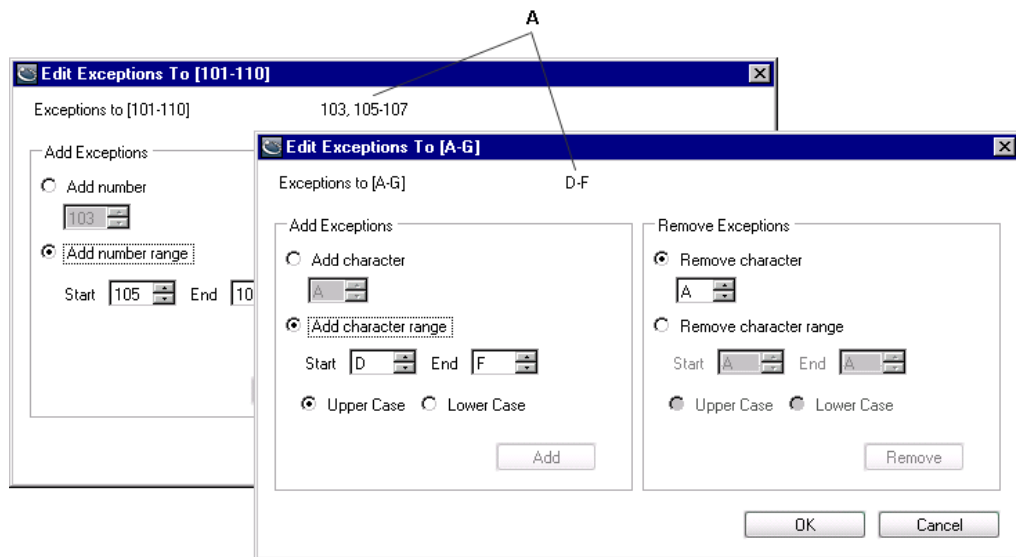 A
Edit Exceptions To [101-110]
Exceptions to [101-110] 103, 105-107
Add Exceptions
Add number
103
Add number range
Start 105 End 10
Edit Exceptions To [A-G]
Exceptions to [A-G] D-F
Add Exceptions
Add character
A
Add character range
Start D End F
Upper Case Lower Case
Add
Remove Exceptions
Remove character
A
Remove character range
Start A End A
Upper Case Lower Case
Remove
OK Cancel